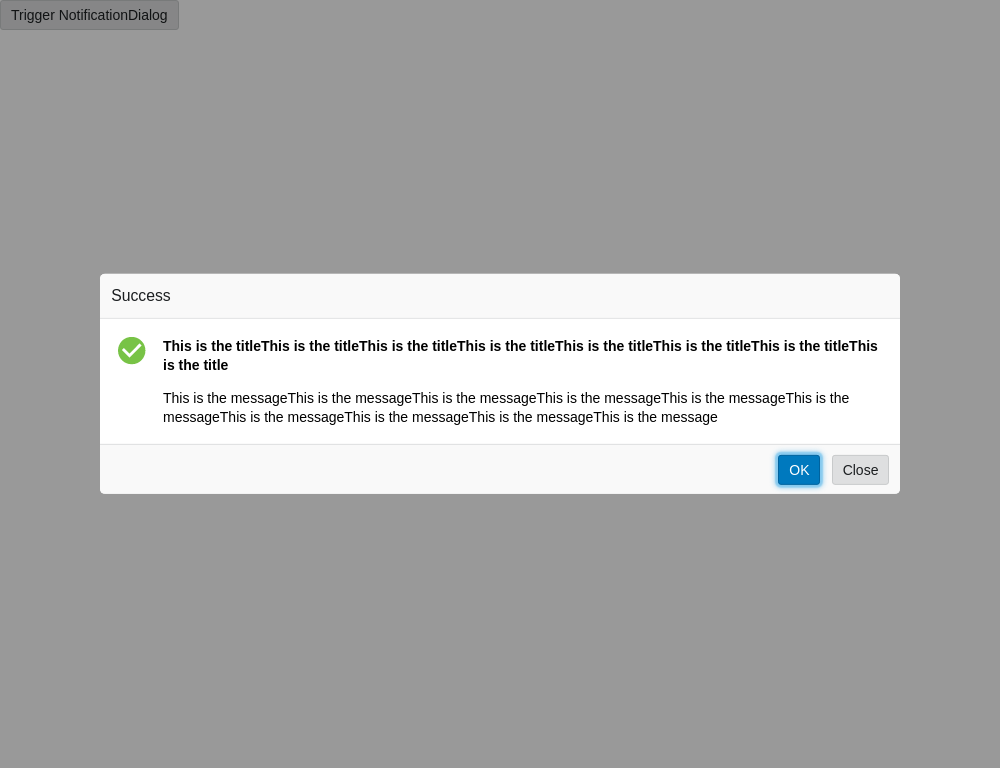 Trigger NotificationDialog
Success
This is the titleThis is the titleThis is the titleThis is the titleThis is the titleThis is the titleThis is the titleThis
is the title
This is the messageThis is the messageThis is the messageThis is the messageThis is the messageThis is the
messageThis is the messageThis is the messageThis is the messageThis is the message
OK
Close